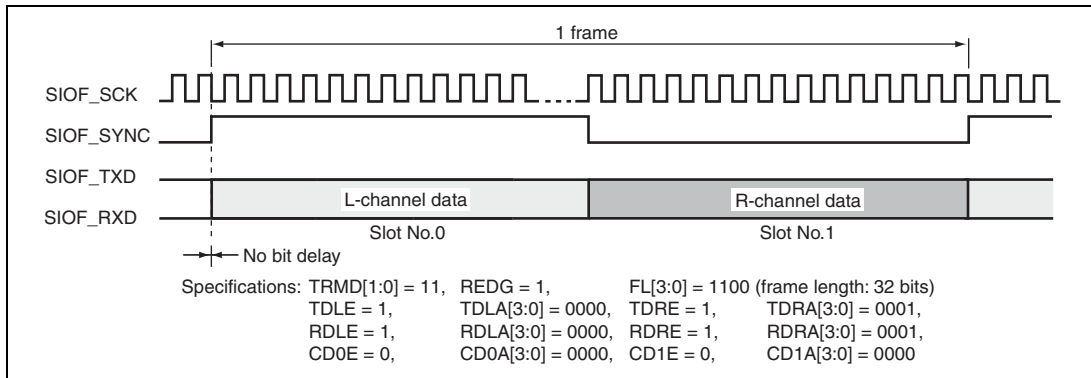 1 frame
SIOF_SCK
SIOF_SYNC
SIOF_TXD
SIOF_RXD
L-channel data
R-channel data
Slot No.0
Slot No.1
No bit delay
Specifications: TRMD[1:0] = 11, REDG = 1, FL[3:0] = 1100 (frame length: 32 bits)
TDLE = 1, TDLA[3:0] = 0000, TDRE = 1, TDRA[3:0] = 0001,
RDLE = 1, RDLA[3:0] = 0000, RDRE = 1, RDRA[3:0] = 0001,
CD0E = 0, CD0A[3:0] = 0000, CD1E = 0, CD1A[3:0] = 0000